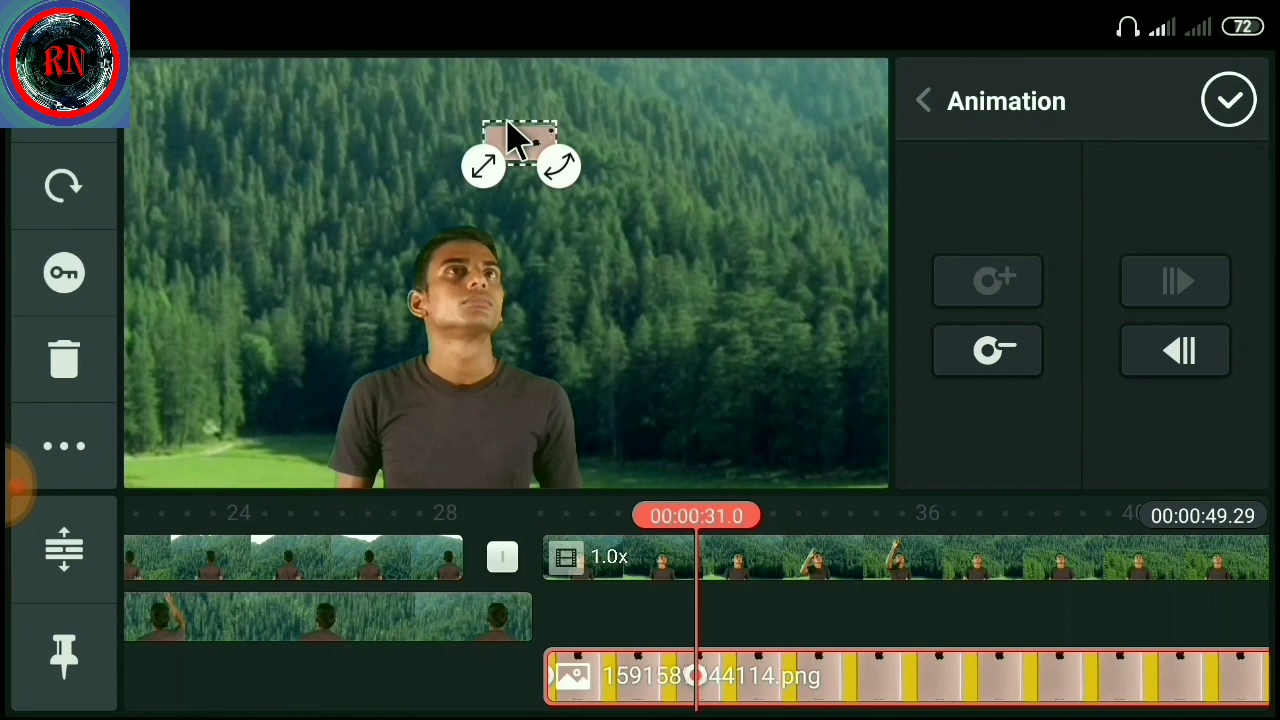 RN
72
Animation
24
28
00:00:31.0
36
00:00:49.29
1.0x
159158
44114.png